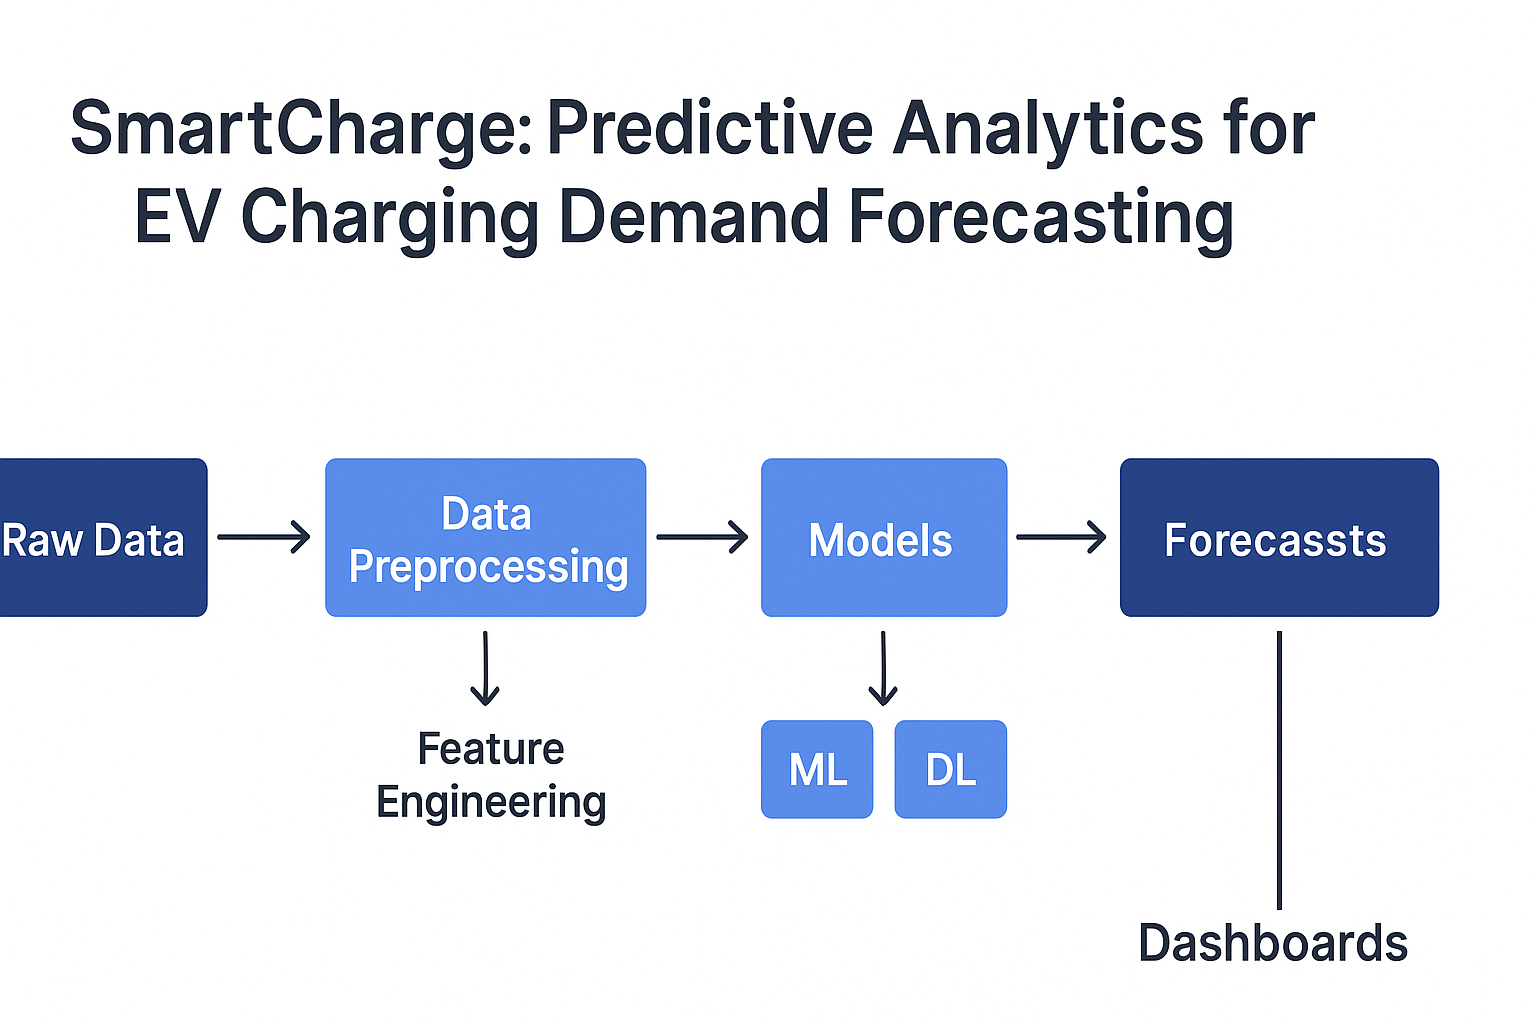 SmartCharge: Predictive Analytics for
EV Charging Demand Forecasting
Raw Data
Data
Preprocessing
Models
Forecassts
Feature
Engineering
ML
DL
Dashboards